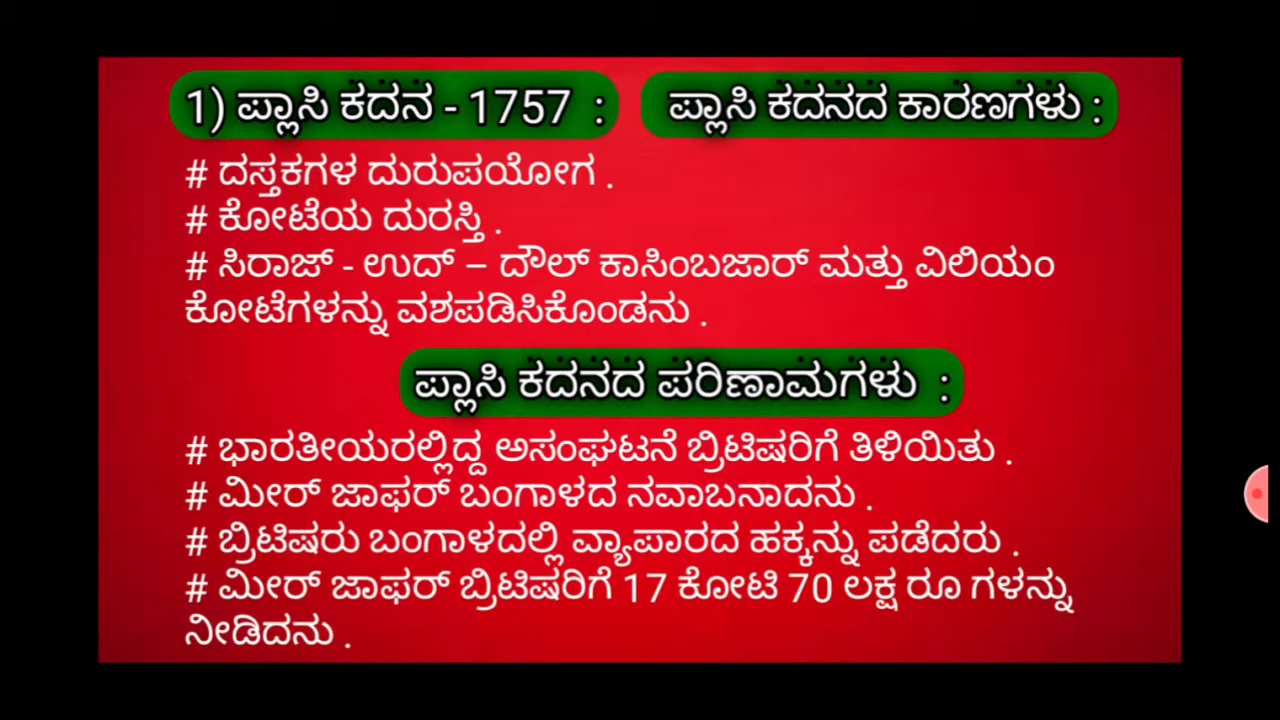 1) ಪ್ಲಾಸಿ ಕದನ - 1757 : ಪ್ಲಾಸಿ ಕದನದ ಕಾರಣಗಳು :
# ದಸ್ತಕಗಳ ದುರುಪಯೋಗ .
# ಕೋಟೆಯ ದುರಸ್ತಿ .
# ಸಿರಾಜ್ - ಉದ್ – ದೌಲ್ ಕಾಸಿಂಬಜಾರ್ ಮತ್ತು ವಿಲಿಯಂ
ಕೋಟೆಗಳನ್ನು ವಶಪಡಿಸಿಕೊಂಡನು .
ಪ್ಲಾಸಿ ಕದನದ ಪರಿಣಾಮಗಳು :
# ಭಾರತೀಯರಲ್ಲಿದ್ದ ಅಸಂಘಟನೆ ಬ್ರಿಟಿಷರಿಗೆ ತಿಳಿಯಿತು .
# ಮೀರ್ ಜಾಫರ್ ಬಂಗಾಳದ ನವಾಬನಾದನು .
# ಬ್ರಿಟಿಷರು ಬಂಗಾಳದಲ್ಲಿ ವ್ಯಾಪಾರದ ಹಕ್ಕನ್ನು ಪಡೆದರು .
# ಮೀರ್ ಜಾಫರ್ ಬ್ರಿಟಿಷರಿಗೆ 17 ಕೋಟಿ 70 ಲಕ್ಷ ರೂ ಗಳನ್ನು
ನೀಡಿದನು .